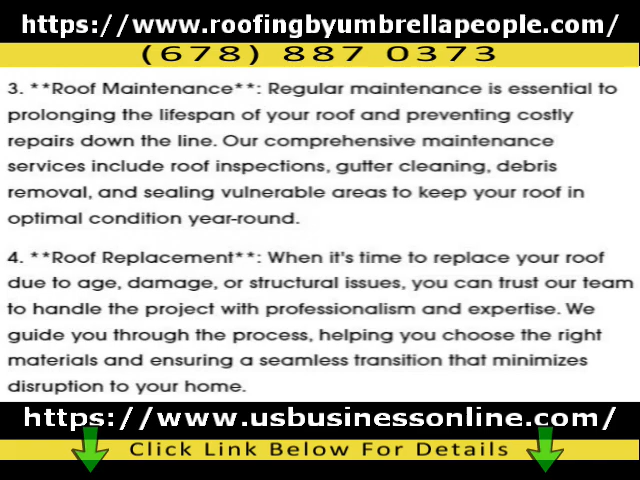 https://www.roofingbyumbrellapeople.com/
(678) 887 0373
3. **Roof Maintenance**: Regular maintenance is essential to
prolonging the lifespan of your roof and preventing costly
repairs down the line. Our comprehensive maintenance
services include roof inspections, gutter cleaning, debris
removal, and sealing vulnerable areas to keep your roof in
optimal condition year-round.
4. **Roof Replacement**: When it's time to replace your roof
due to age, damage, or structural issues, you can trust our team
to handle the project with professionalism and expertise. We
guide you through the process, helping you choose the right
materials and ensuring a seamless transition that minimizes
disruption to your home.
https://www.usbusinessonline.com/
Click Link Below For Details